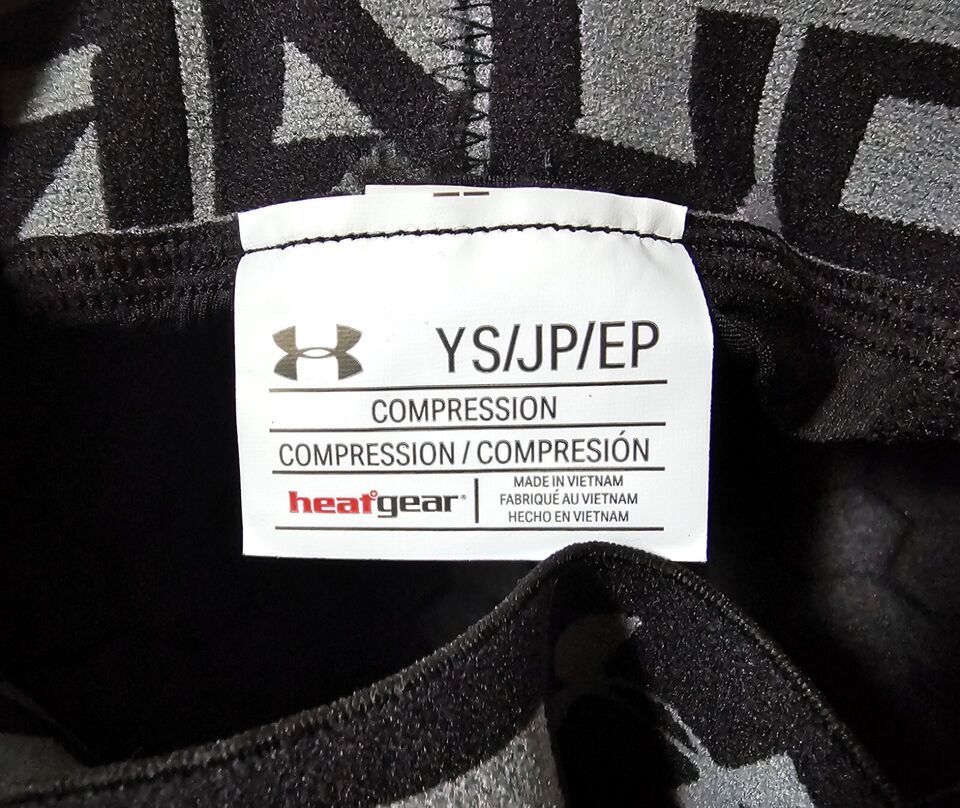 YS/JP/EP
COMPRESSION
COMPRESSION / COMPRESIÓN
heatgear®
MADE IN VIETNAM
FABRIQUÉ AU VIETNAM
HECHO EN VIETNAM